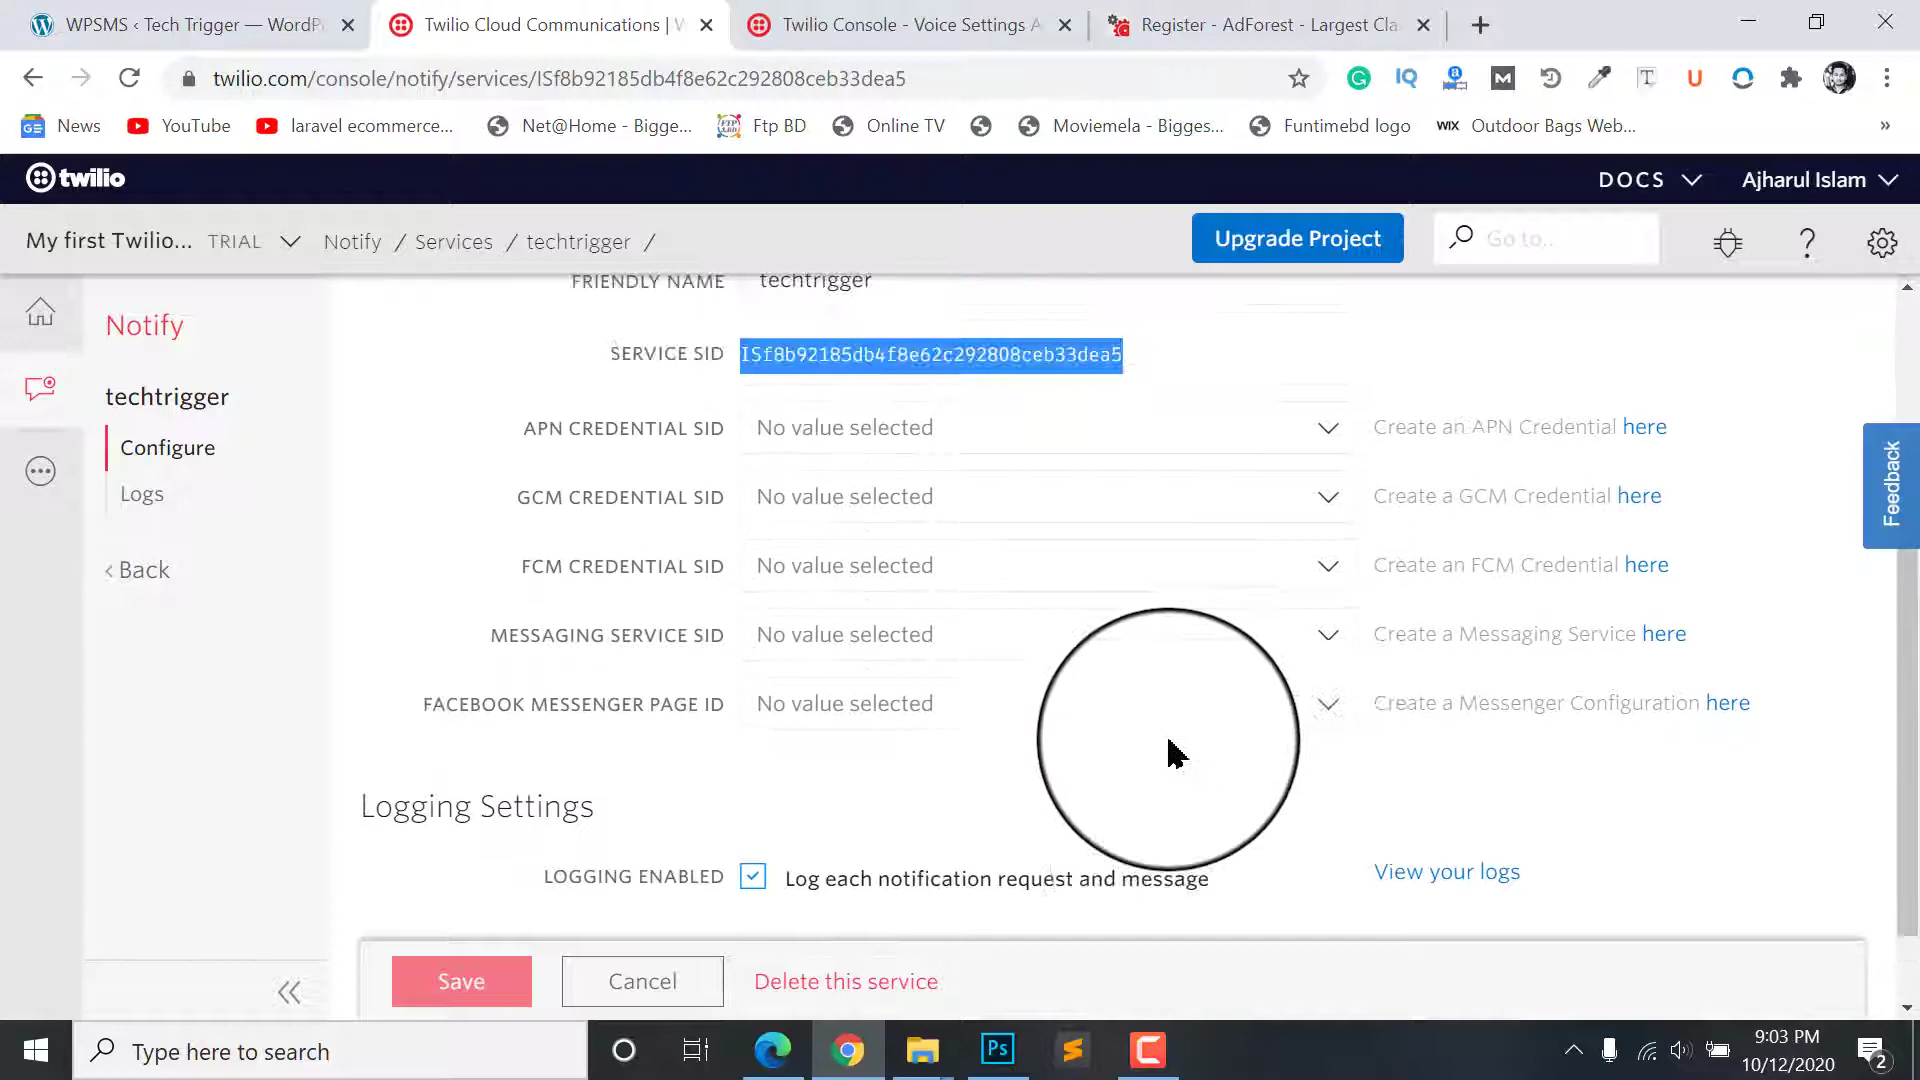 WPSMS ‹ Tech Trigger — WordPr
Twilio Cloud Communications | W
Twilio Console - Voice Settings A
Register - AdForest - Largest Cla
twilio.com/console/notify/services/ISf8b92185db4f8e62c292808ceb33dea5
News
YouTube
laravel ecommerce...
Net@Home - Bigge...
Ftp BD
Online TV
Moviemela - Bigges...
Funtimebd logo
WIX Outdoor Bags Web...
»
twilio
DOCS
Ajharul Islam
My first Twilio... TRIAL
Notify / Services / techtrigger /
Upgrade Project
Go to..
Notify
techtrigger
Configure
Logs
‹ Back
FRIENDLY NAME techtrigger
SERVICE SID ISf8b92185db4f8e62c292808ceb33dea5
APN CREDENTIAL SID No value selected Create an APN Credential here
GCM CREDENTIAL SID No value selected Create a GCM Credential here
FCM CREDENTIAL SID No value selected Create an FCM Credential here
MESSAGING SERVICE SID No value selected Create a Messaging Service here
FACEBOOK MESSENGER PAGE ID No value selected Create a Messenger Configuration here
Feedback
Logging Settings
LOGGING ENABLED Log each notification request and message View your logs
Save Cancel Delete this service
Type here to search
Ps
9:03 PM
10/12/2020
2